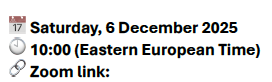 📅 Saturday, 6 December 2025
🕙 10:00 (Eastern European Time)
🔗 Zoom link: